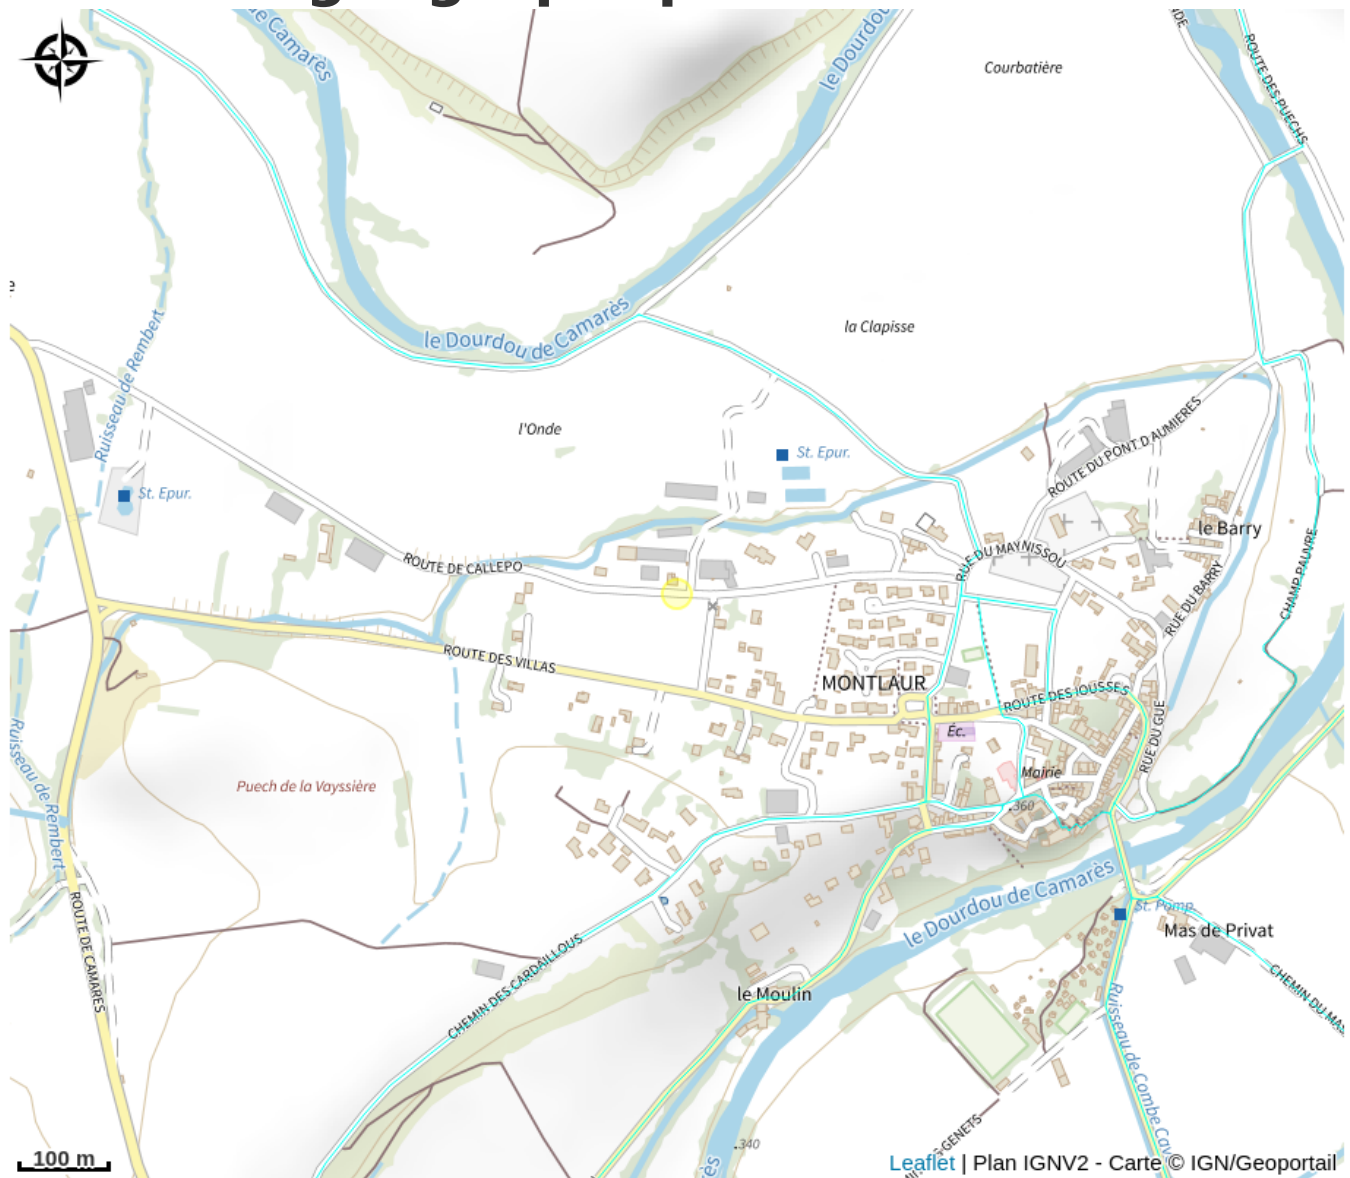 de Camarès
le Dourdou
Courbatière
ROUTE DES PUECHS
le Dourdou de Camarès
la Clapisse
Ruisseau de Rembert
l'Onde
ROUTE DU PONT D AUMIERES
St. Epur.
St. Epur.
le Barry
RUE DU MAYNISSOU
ROUTE DE CALLEPO
RUE DU BARRY
CHAMP PAUVRE
ROUTE DES VILLAS
MONTLAUR
ROUTE DES IOUSSES
Éc.
RUE DU GUE
Ruisseau de Rembert
Mairie
Puech de la Vayssière
360
le Dourdou de Camarès
St. Pomp.
Mas de Privat
ROUTE DE CAMARES
CHEMIN DES CARDAILLOUS
le Moulin
CHEMIN DU MAS
Ruisseau de Combe Cav
GENETS
340
100 m
Leaflet | Plan IGNV2 - Carte © IGN/Geoportail